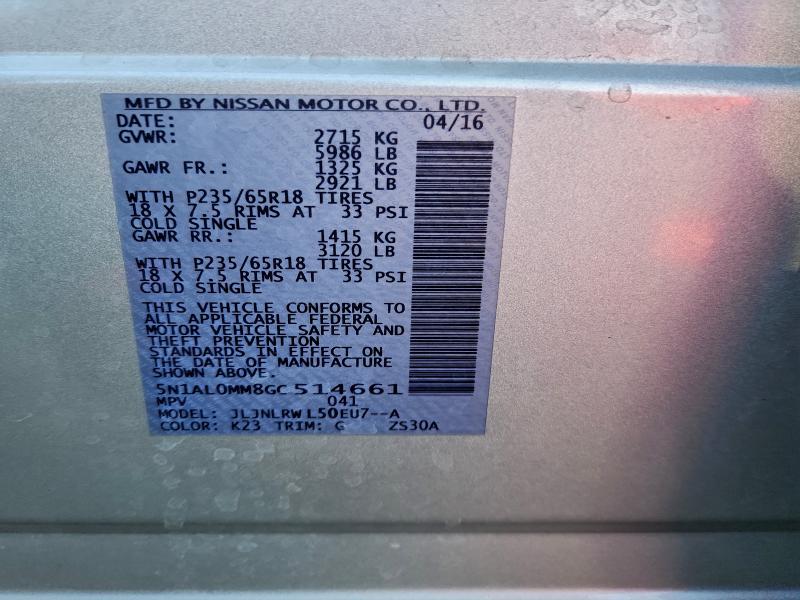 MFD BY NISSAN MOTOR CO., LTD.
DATE: 04/16
GVWR: 2715 KG
5986 LB
GAWR FR.: 1325 KG
2921 LB
WITH P235/65R18 TIRES
18 X 7.5 RIMS AT 33 PSI
COLD SINGLE
GAWR RR.: 1415 KG
3120 LB
WITH P235/65R18 TIRES
18 X 7.5 RIMS AT 33 PSI
COLD SINGLE
THIS VEHICLE CONFORMS TO
ALL APPLICABLE FEDERAL
MOTOR VEHICLE SAFETY AND
THEFT PREVENTION
STANDARDS IN EFFECT ON
THE DATE OF MANUFACTURE
SHOWN ABOVE.
5N1AL0MM8GC514661
MPV 041
MODEL: JLJNLRWL50EU7--A
COLOR: K23 TRIM: G ZS30A